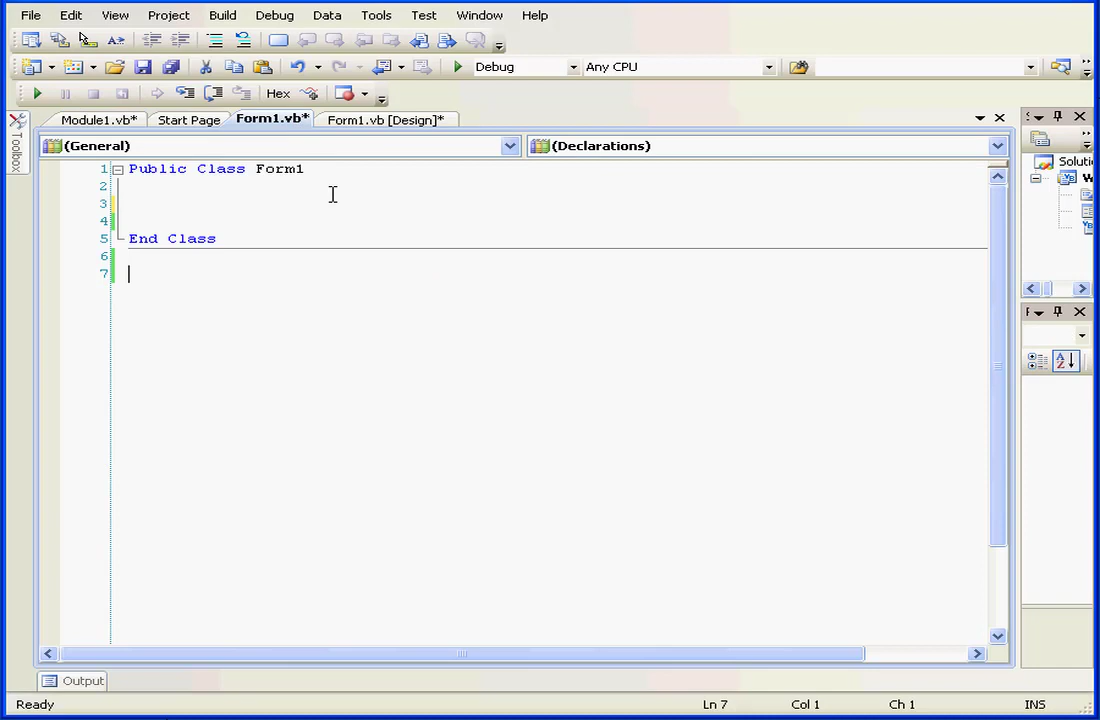 File Edit View Project Build Debug Data Tools Test Window Help
A
Debug Any CPU
Hex
Module1.vb* Start Page Form1.vb* Form1.vb [Design]*
Toolbox
(General) (Declarations)
Soluti
1 Public Class Form1
2
3
4
5 End Class
6
7
A Z
Output
Ready Ln 7 Col 1 Ch 1 INS